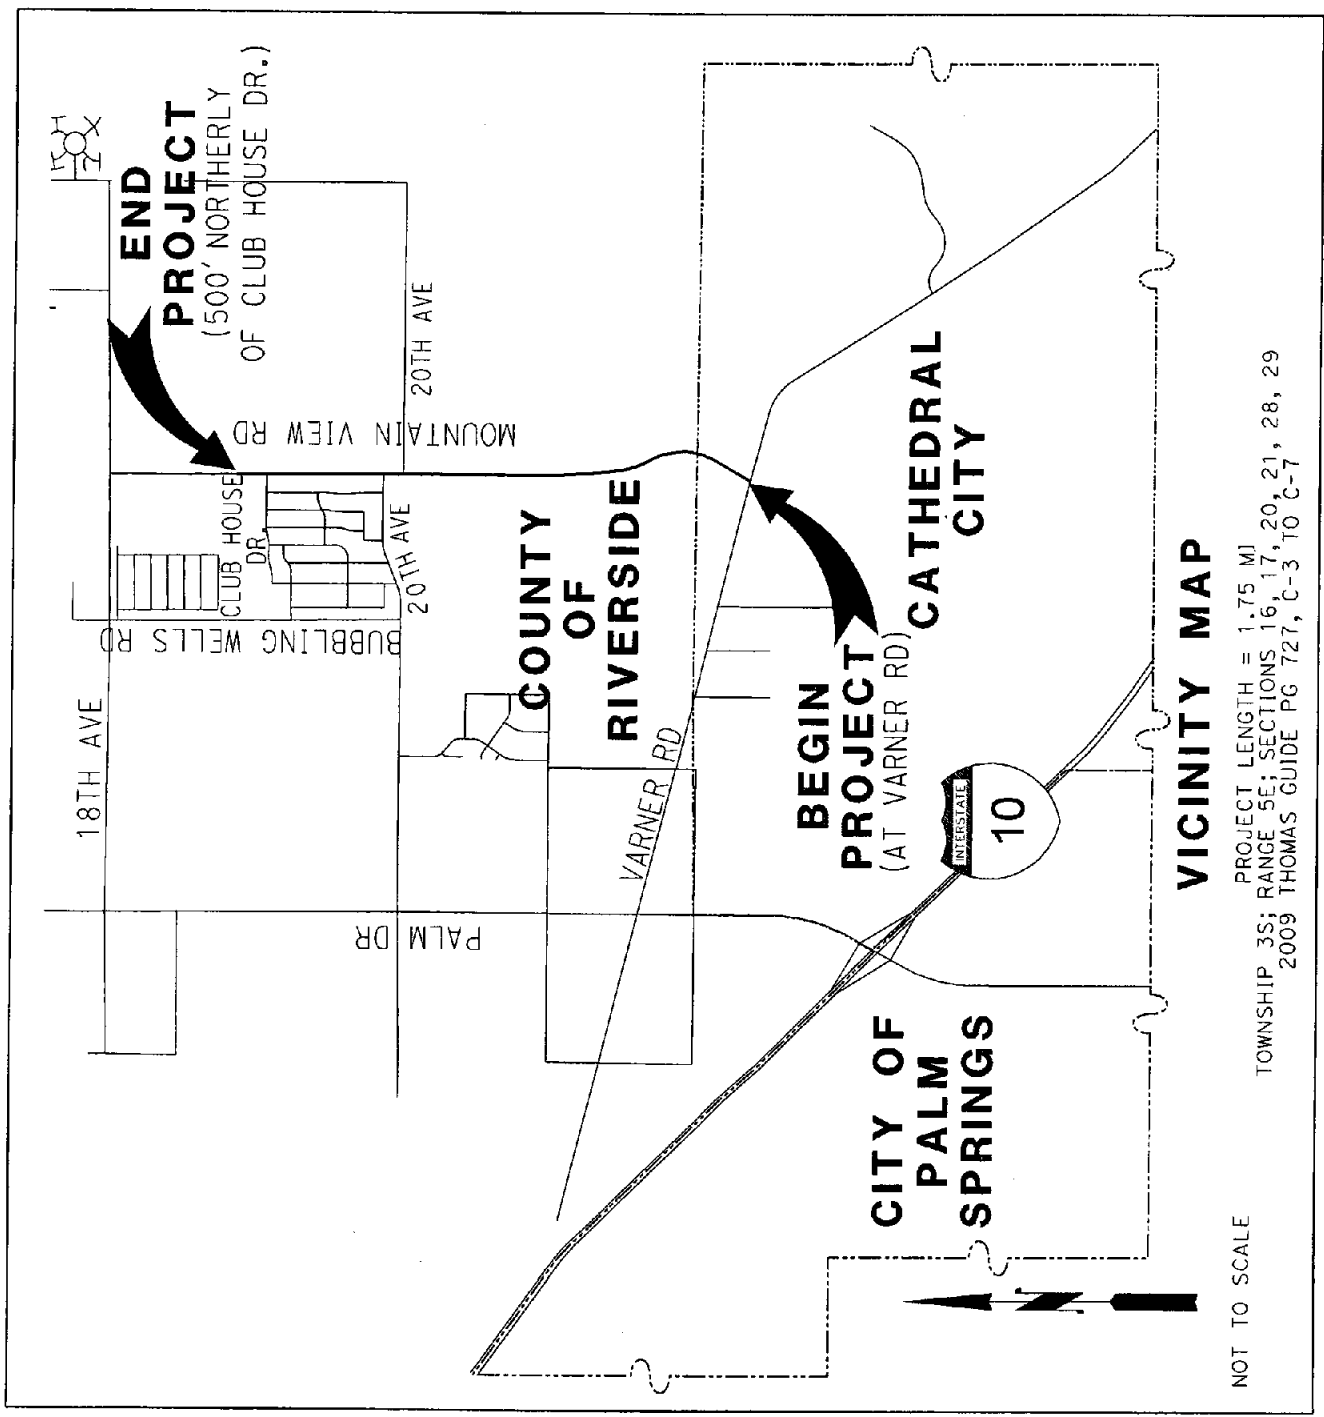 18TH AVE
END
PROJECT
(500' NORTHERLY
OF CLUB HOUSE DR.)
PALM DR
BUBBLING WELLS RD
CLUB HOUSE
DR.
MOUNTAIN VIEW RD
20TH AVE
20TH AVE
COUNTY
OF
RIVERSIDE
VARNER RD
BEGIN
PROJECT
(AT VARNER RD)
CATHEDRAL
CITY
INTERSTATE
10
CITY OF
PALM
SPRINGS
N
VICINITY MAP
NOT TO SCALE
PROJECT LENGTH = 1.75 MI
TOWNSHIP 3S; RANGE 5E; SECTIONS 16, 17, 20, 21, 28, 29
2009 THOMAS GUIDE PG 727, C-3 TO C-7